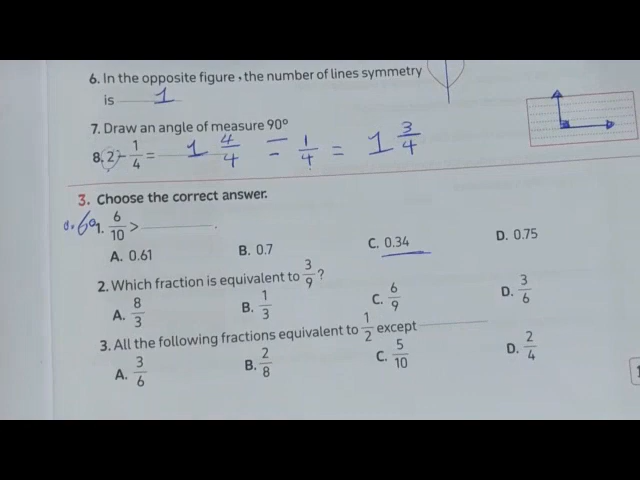 6. In the opposite figure, the number of lines symmetry
is 1
7. Draw an angle of measure 90°
8. 2 - 1/4 = 1 4/4 - 1/4 = 1 3/4
3. Choose the correct answer.
0.60 1. 6/10 > .
A. 0.61 B. 0.7 C. 0.34 D. 0.75
2. Which fraction is equivalent to 3/9 ?
A. 8/3 B. 1/3 C. 6/9 D. 3/6
3. All the following fractions equivalent to 1/2 except
A. 3/6 B. 2/8 C. 5/10 D. 2/4